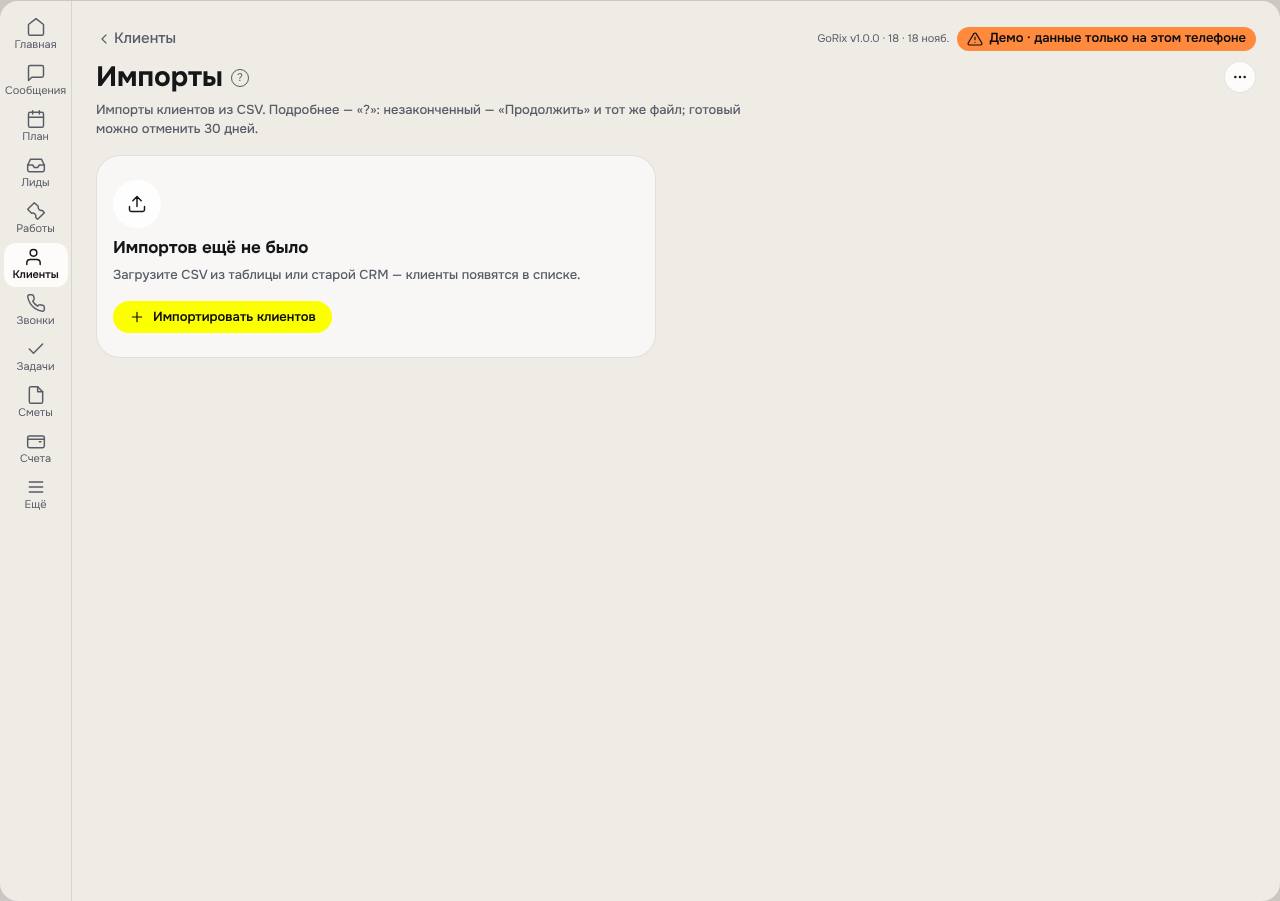 Главная
Сообщения
План
Лиды
Работы
Клиенты
Звонки
Задачи
Сметы
Счета
Ещё
Клиенты
GoRix v1.0.0 · 18 · 18 нояб.
Демо · данные только на этом телефоне
Импорты ?
Импорты клиентов из CSV. Подробнее — «?»: незаконченный — «Продолжить» и тот же файл; готовый
можно отменить 30 дней.
Импортов ещё не было
Загрузите CSV из таблицы или старой CRM — клиенты появятся в списке.
Импортировать клиентов